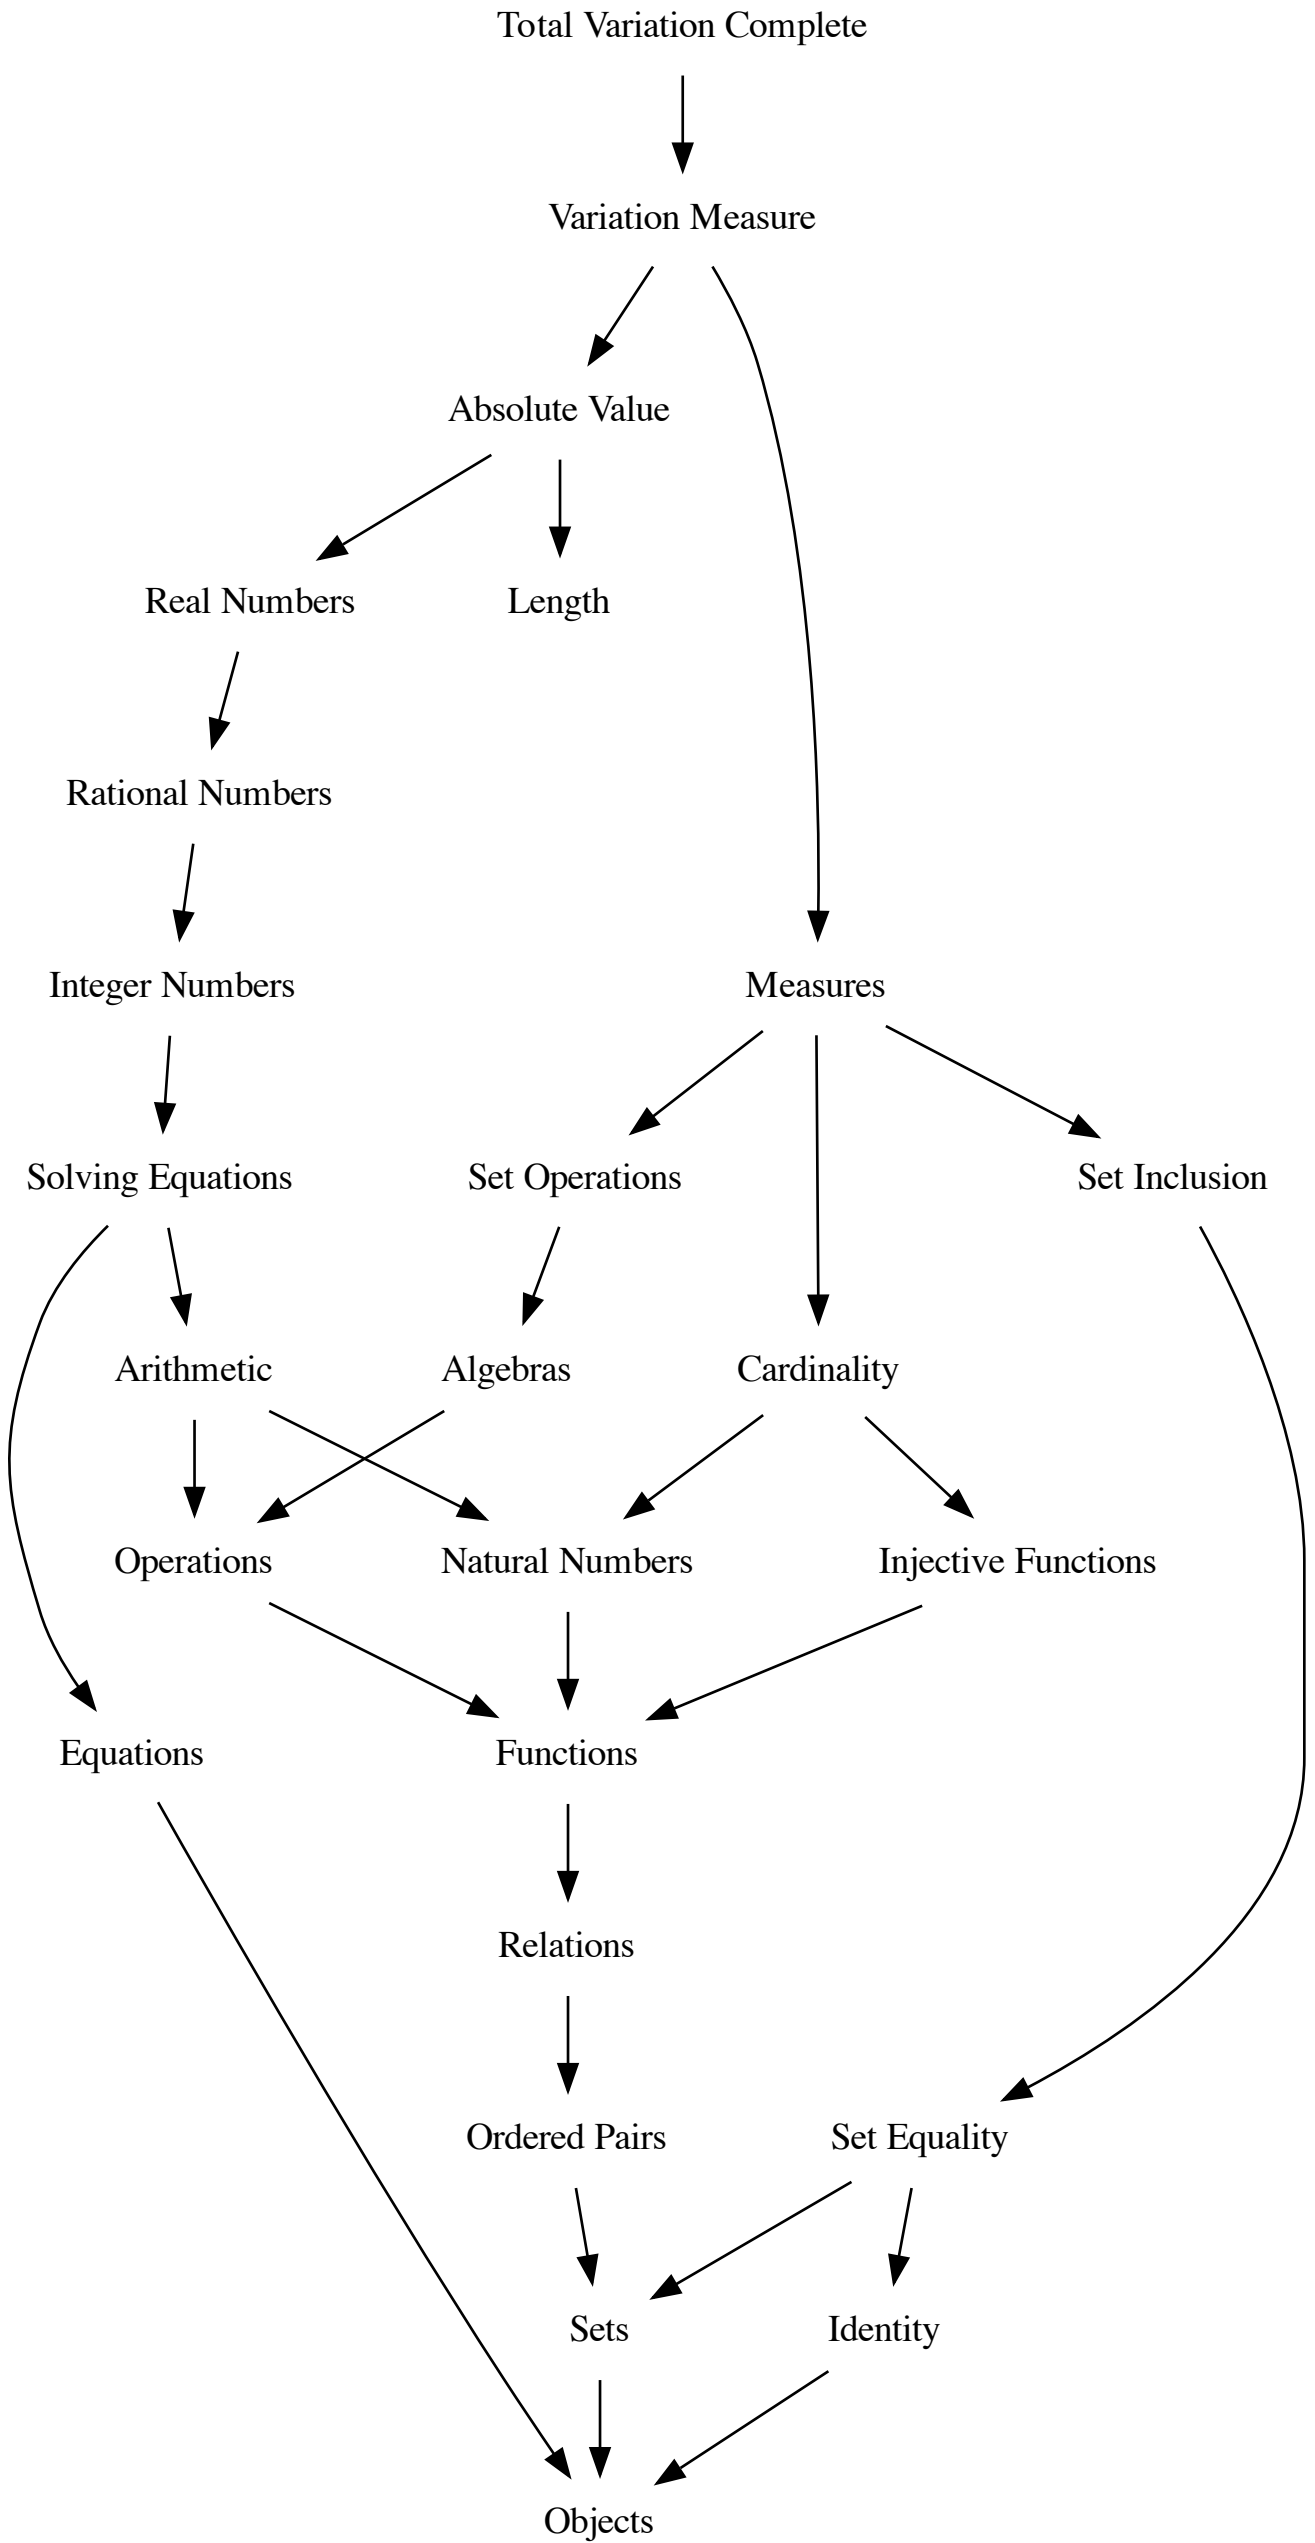 Total Variation Complete
Variation Measure
Absolute Value
Real Numbers
Length
Rational Numbers
Integer Numbers
Measures
Solving Equations
Set Operations
Set Inclusion
Arithmetic
Algebras
Cardinality
Operations
Natural Numbers
Injective Functions
Equations
Functions
Relations
Ordered Pairs
Set Equality
Sets
Identity
Objects